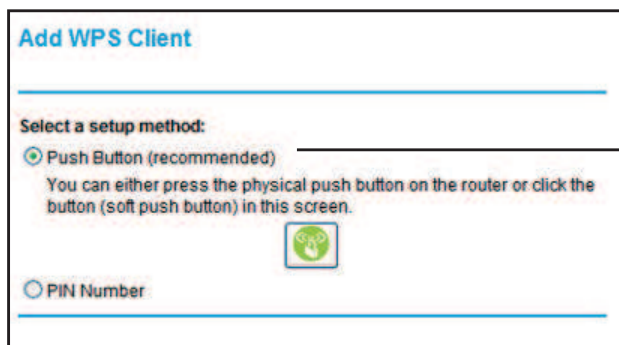 Add WPS Client
Select a setup method:
Push Button (recommended)
You can either press the physical push button on the router or click the
button (soft push button) in this screen.
PIN Number